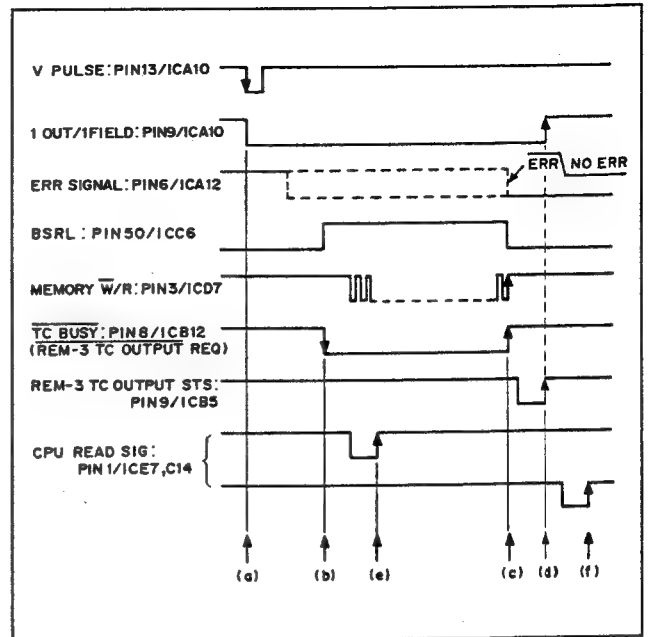 V PULSE:PIN13/ICA10
1 OUT/1FIELD:PIN9/ICA10
ERR NO ERR
ERR SIGNAL:PIN6/ICA12
BSRL : PIN50/ICC6
MEMORY W/R:PIN3/ICD7
TC BUSY:PIN8/ICB12
(REM-3 TC OUTPUT REQ)
REM-3 TC OUTPUT STS:
PIN9/ICB5
CPU READ SIG:
PIN1/ICE7,C14
(a) (b) (e) (c) (d) (f)